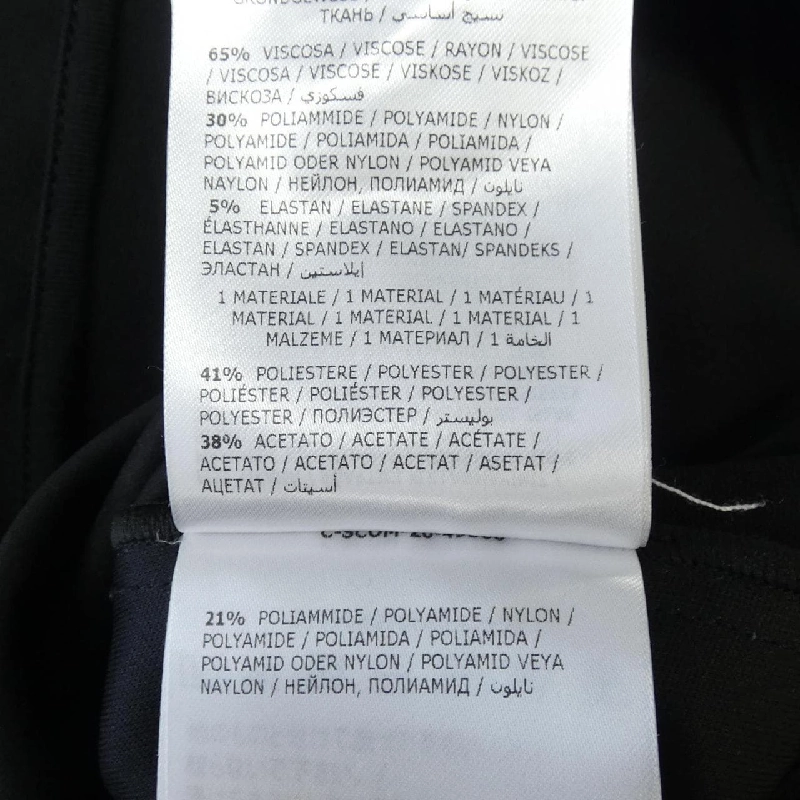 ТКАНЬ / نسيج أساسي
65% VISCOSA / VISCOSE / RAYON / VISCOSE
/ VISCOSA / VISCOSE / VISKOSE / VISKOZ /
ВИСКОЗА / فسكوزي
30% POLIAMMIDE / POLYAMIDE / NYLON /
POLYAMIDE / POLIAMIDA / POLIAMIDA /
POLYAMID ODER NYLON / POLYAMID VEYA
NAYLON / НЕЙЛОН, ПОЛИАМИД / نايلون
5% ELASTAN / ELASTANE / SPANDEX /
ÉLASTHANNE / ELASTANO / ELASTANO /
ELASTAN / SPANDEX / ELASTAN/ SPANDEKS /
ЭЛАСТАН / إيلاستين
1 MATERIALE / 1 MATERIAL / 1 MATÉRIAU / 1
MATERIAL / 1 MATERIAL / 1 MATERIAL / 1
MALZEME / 1 МАТЕРИАЛ / 1 الخامة
41% POLIESTERE / POLYESTER / POLYESTER /
POLIÉSTER / POLIÉSTER / POLYESTER /
POLYESTER / ПОЛИЭСТЕР / بوليستر
38% ACETATO / ACETATE / ACÉTATE /
ACETATO / ACETATO / ACETAT / ASETAT /
АЦЕТАТ / أسيتات
21% POLIAMMIDE / POLYAMIDE / NYLON /
POLYAMIDE / POLIAMIDA / POLIAMIDA /
POLYAMID ODER NYLON / POLYAMID VEYA
NAYLON / НЕЙЛОН, ПОЛИАМИД / نايلون